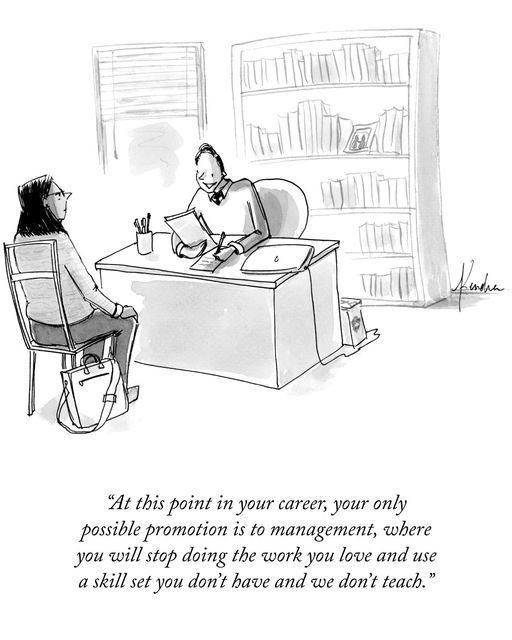 Kendra
“At this point in your career, your only
possible promotion is to management, where
you will stop doing the work you love and use
a skill set you don’t have and we don’t teach.”